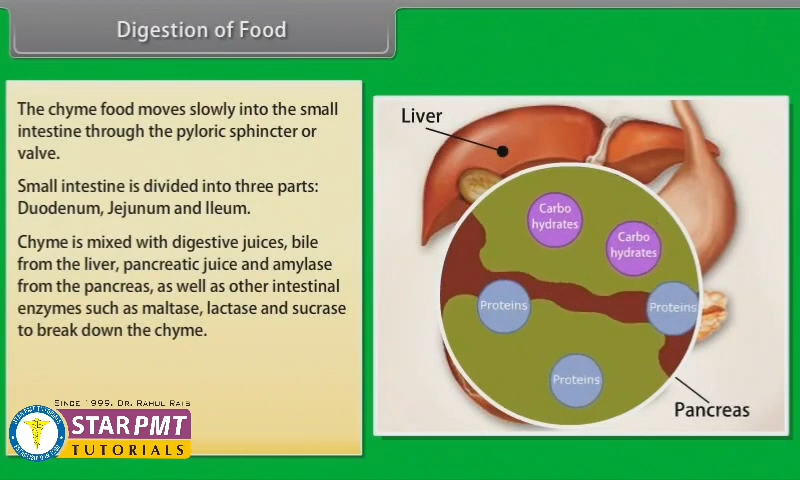 Digestion of Food
The chyme food moves slowly into the small
intestine through the pyloric sphincter or
valve.
Small intestine is divided into three parts:
Duodenum, Jejunum and Ileum.
Chyme is mixed with digestive juices, bile
from the liver, pancreatic juice and amylase
from the pancreas, as well as other intestinal
enzymes such as maltase, lactase and sucrase
to break down the chyme.
Liver
Carbo
hydrates
Carbo
hydrates
Proteins
Proteins
Proteins
Pancreas
SINCE 1999, DR. RAHUL RAIS
STAR PMT
TUTORIALS